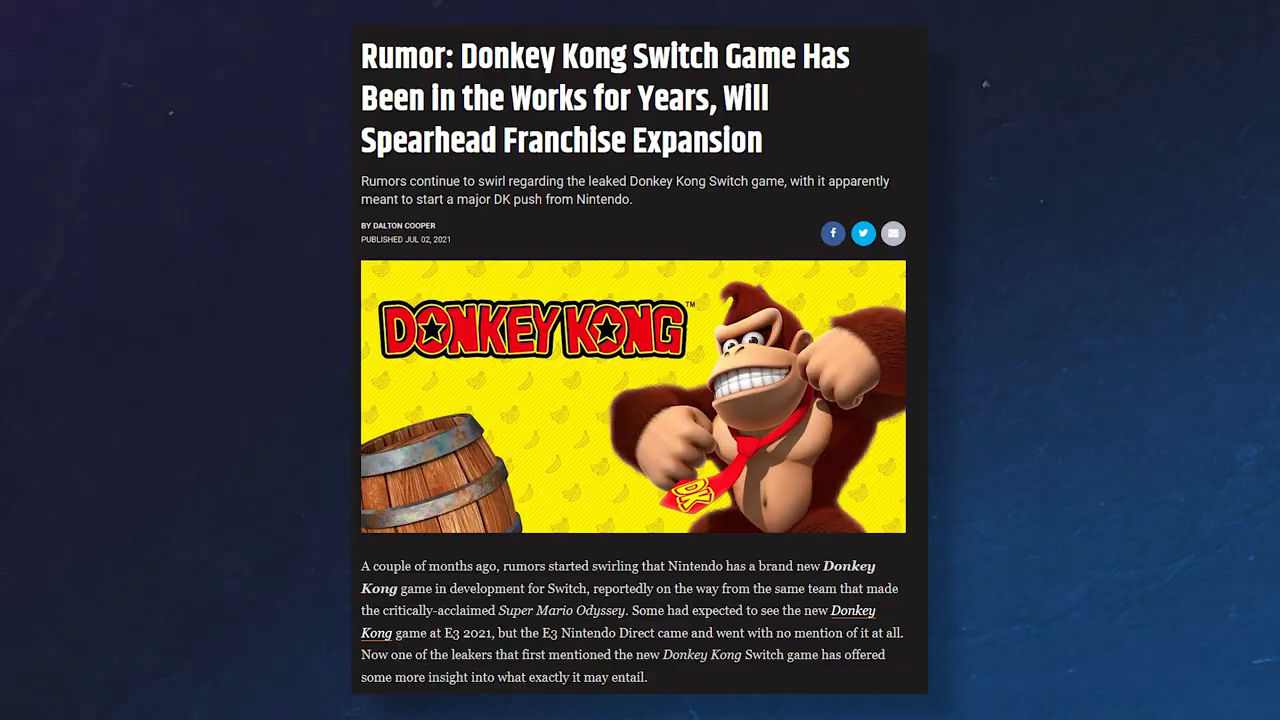 Rumor: Donkey Kong Switch Game Has
Been in the Works for Years, Will
Spearhead Franchise Expansion
Rumors continue to swirl regarding the leaked Donkey Kong Switch game, with it apparently
meant to start a major DK push from Nintendo.
BY DALTON COOPER
PUBLISHED JUL 02, 2021
DONKEY KONG™
DK
A couple of months ago, rumors started swirling that Nintendo has a brand new Donkey
Kong game in development for Switch, reportedly on the way from the same team that made
the critically-acclaimed Super Mario Odyssey. Some had expected to see the new Donkey
Kong game at E3 2021, but the E3 Nintendo Direct came and went with no mention of it at all.
Now one of the leakers that first mentioned the new Donkey Kong Switch game has offered
some more insight into what exactly it may entail.